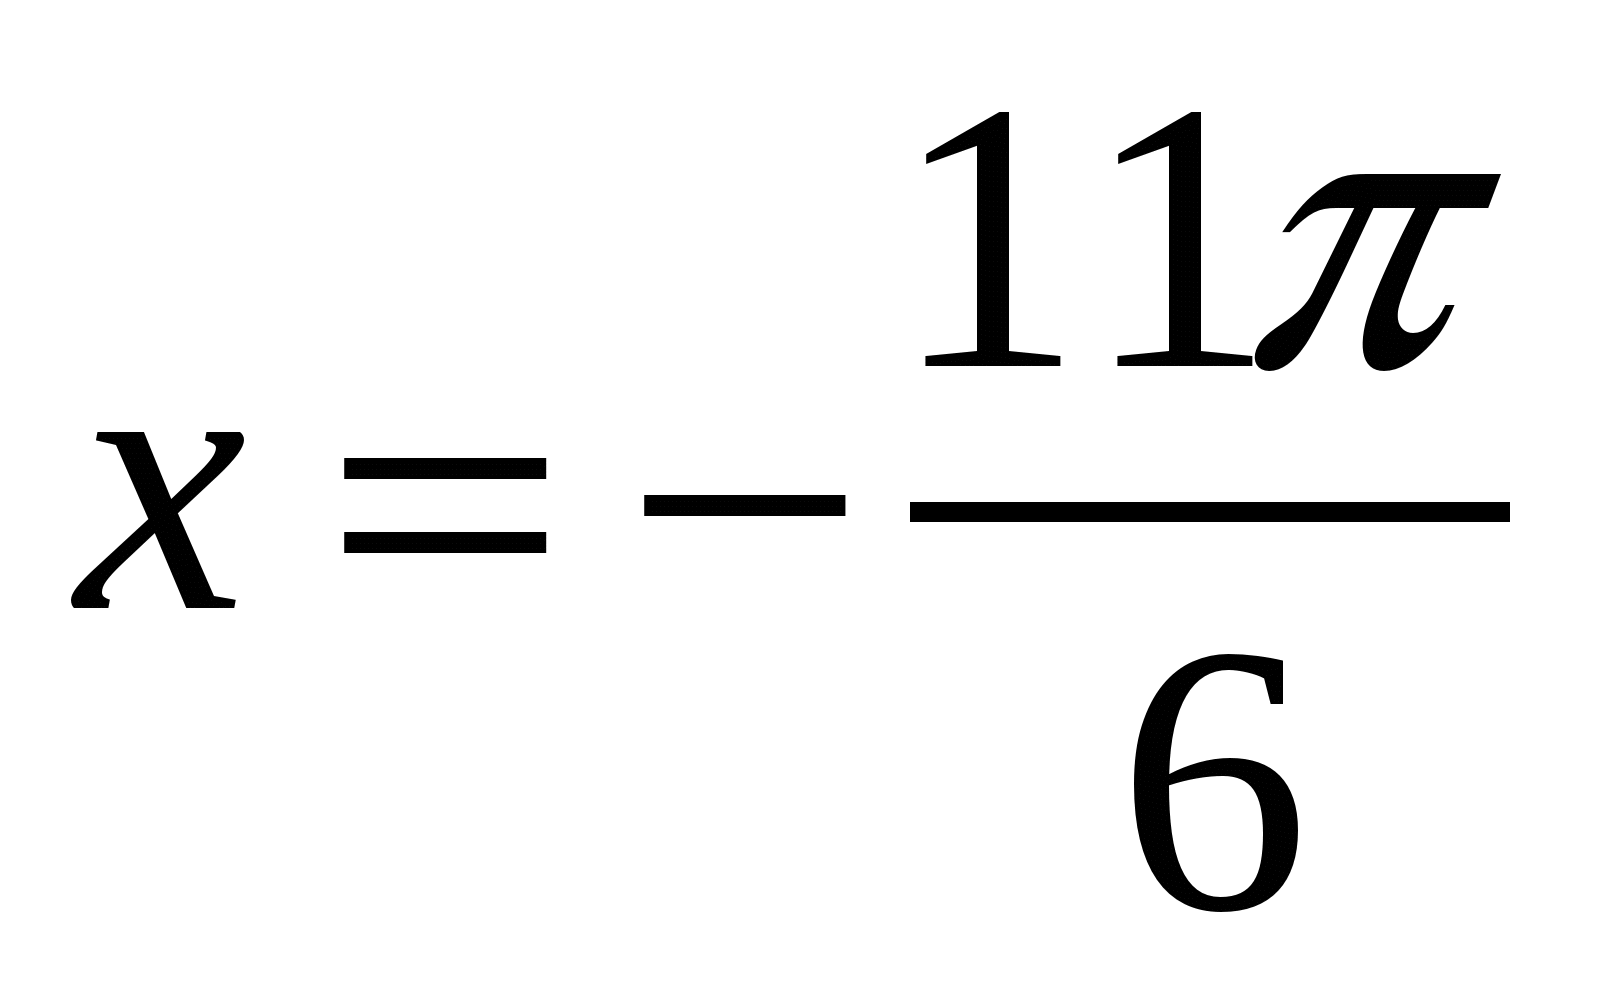 x = − 11π/6